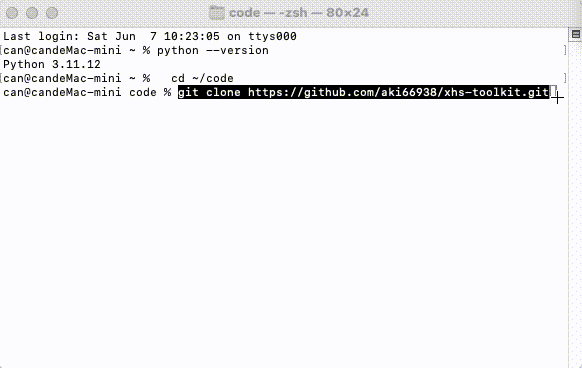 code — -zsh — 80×24
Last login: Sat Jun  7 10:23:05 on ttys000
[can@candeMac-mini ~ % python --version ]
Python 3.11.12
[can@candeMac-mini ~ %   cd ~/code ]
can@candeMac-mini code % git clone https://github.com/aki66938/xhs-toolkit.git